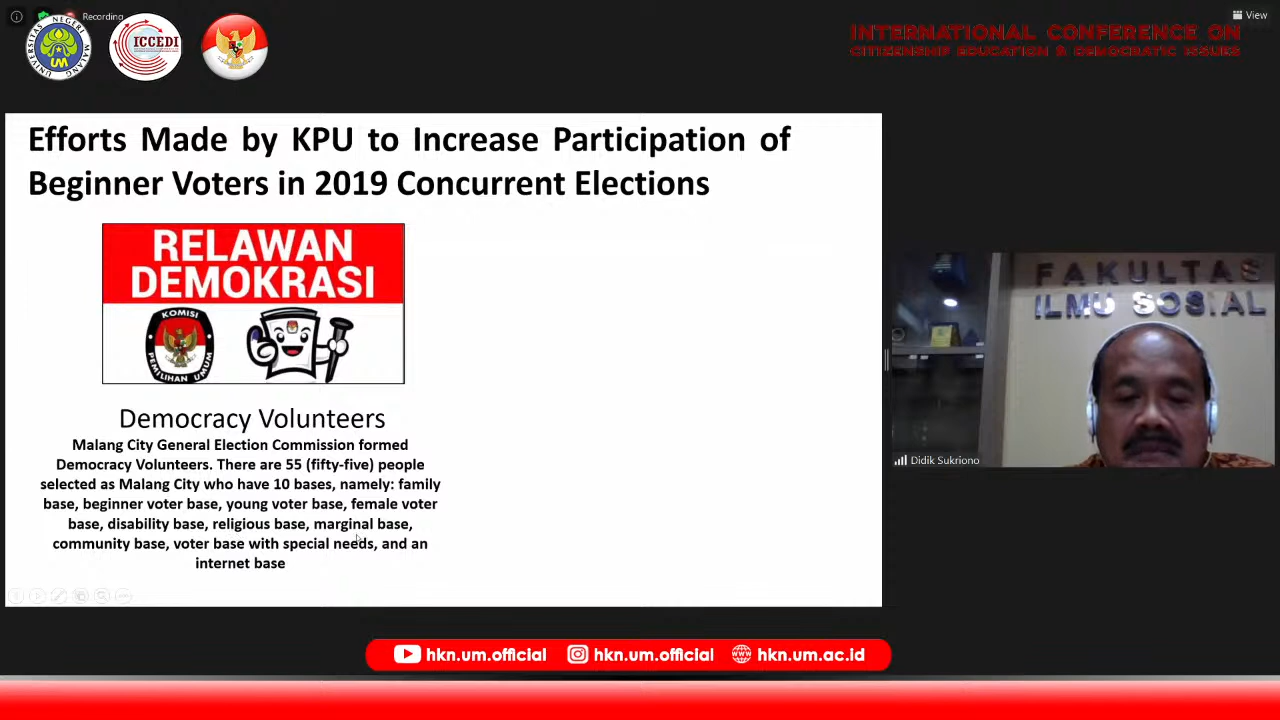 Recording
View
UNIVERSITAS NEGERI MALANG
ICCEDI
INTERNATIONAL CONFERENCE ON
CITIZENSHIP EDUCATION & DEMOCRATIC ISSUES
Efforts Made by KPU to Increase Participation of
Beginner Voters in 2019 Concurrent Elections
RELAWAN
DEMOKRASI
KOMISI
PEMILIHAN UMUM
Democracy Volunteers
Malang City General Election Commission formed
Democracy Volunteers. There are 55 (fifty-five) people
selected as Malang City who have 10 bases, namely: family
base, beginner voter base, young voter base, female voter
base, disability base, religious base, marginal base,
community base, voter base with special needs, and an
internet base
FAKULTAS
ILMU SOSIAL
Didik Sukriono
hkn.um.official
hkn.um.official
hkn.um.ac.id